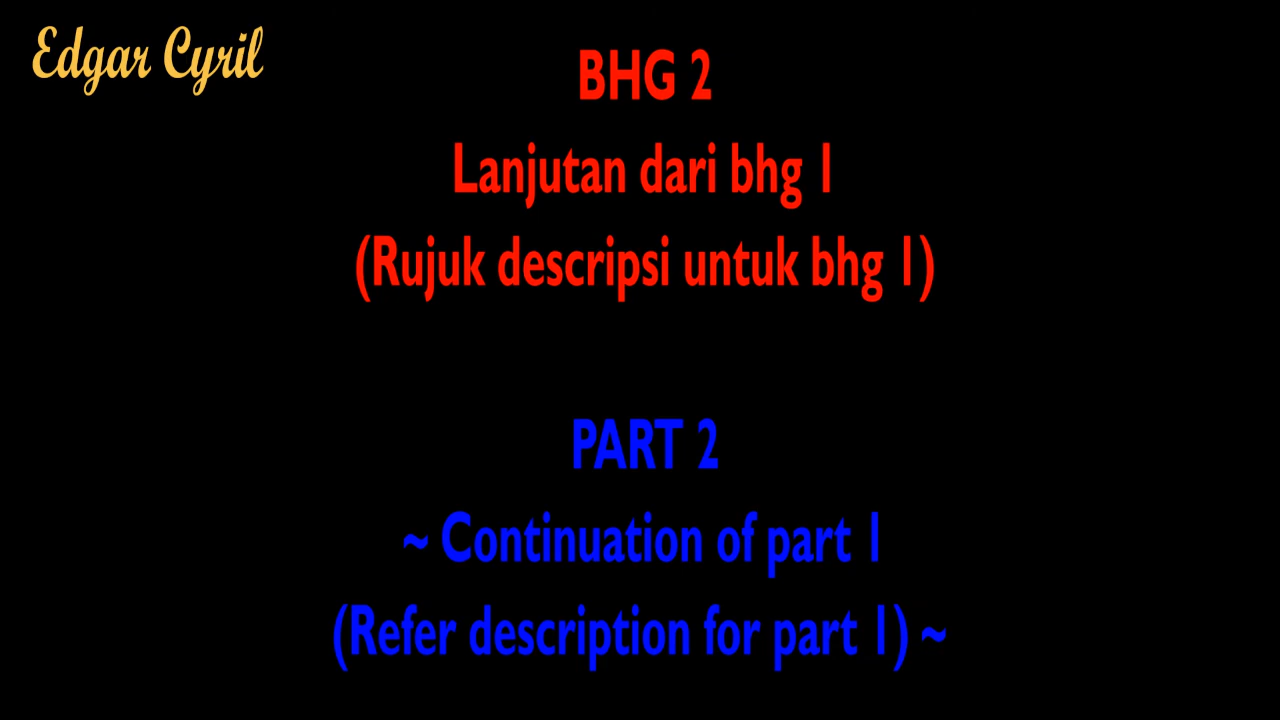 Edgar Cyril
BHG 2
Lanjutan dari bhg 1
(Rujuk descripsi untuk bhg 1)
PART 2
~ Continuation of part 1
(Refer description for part 1) ~